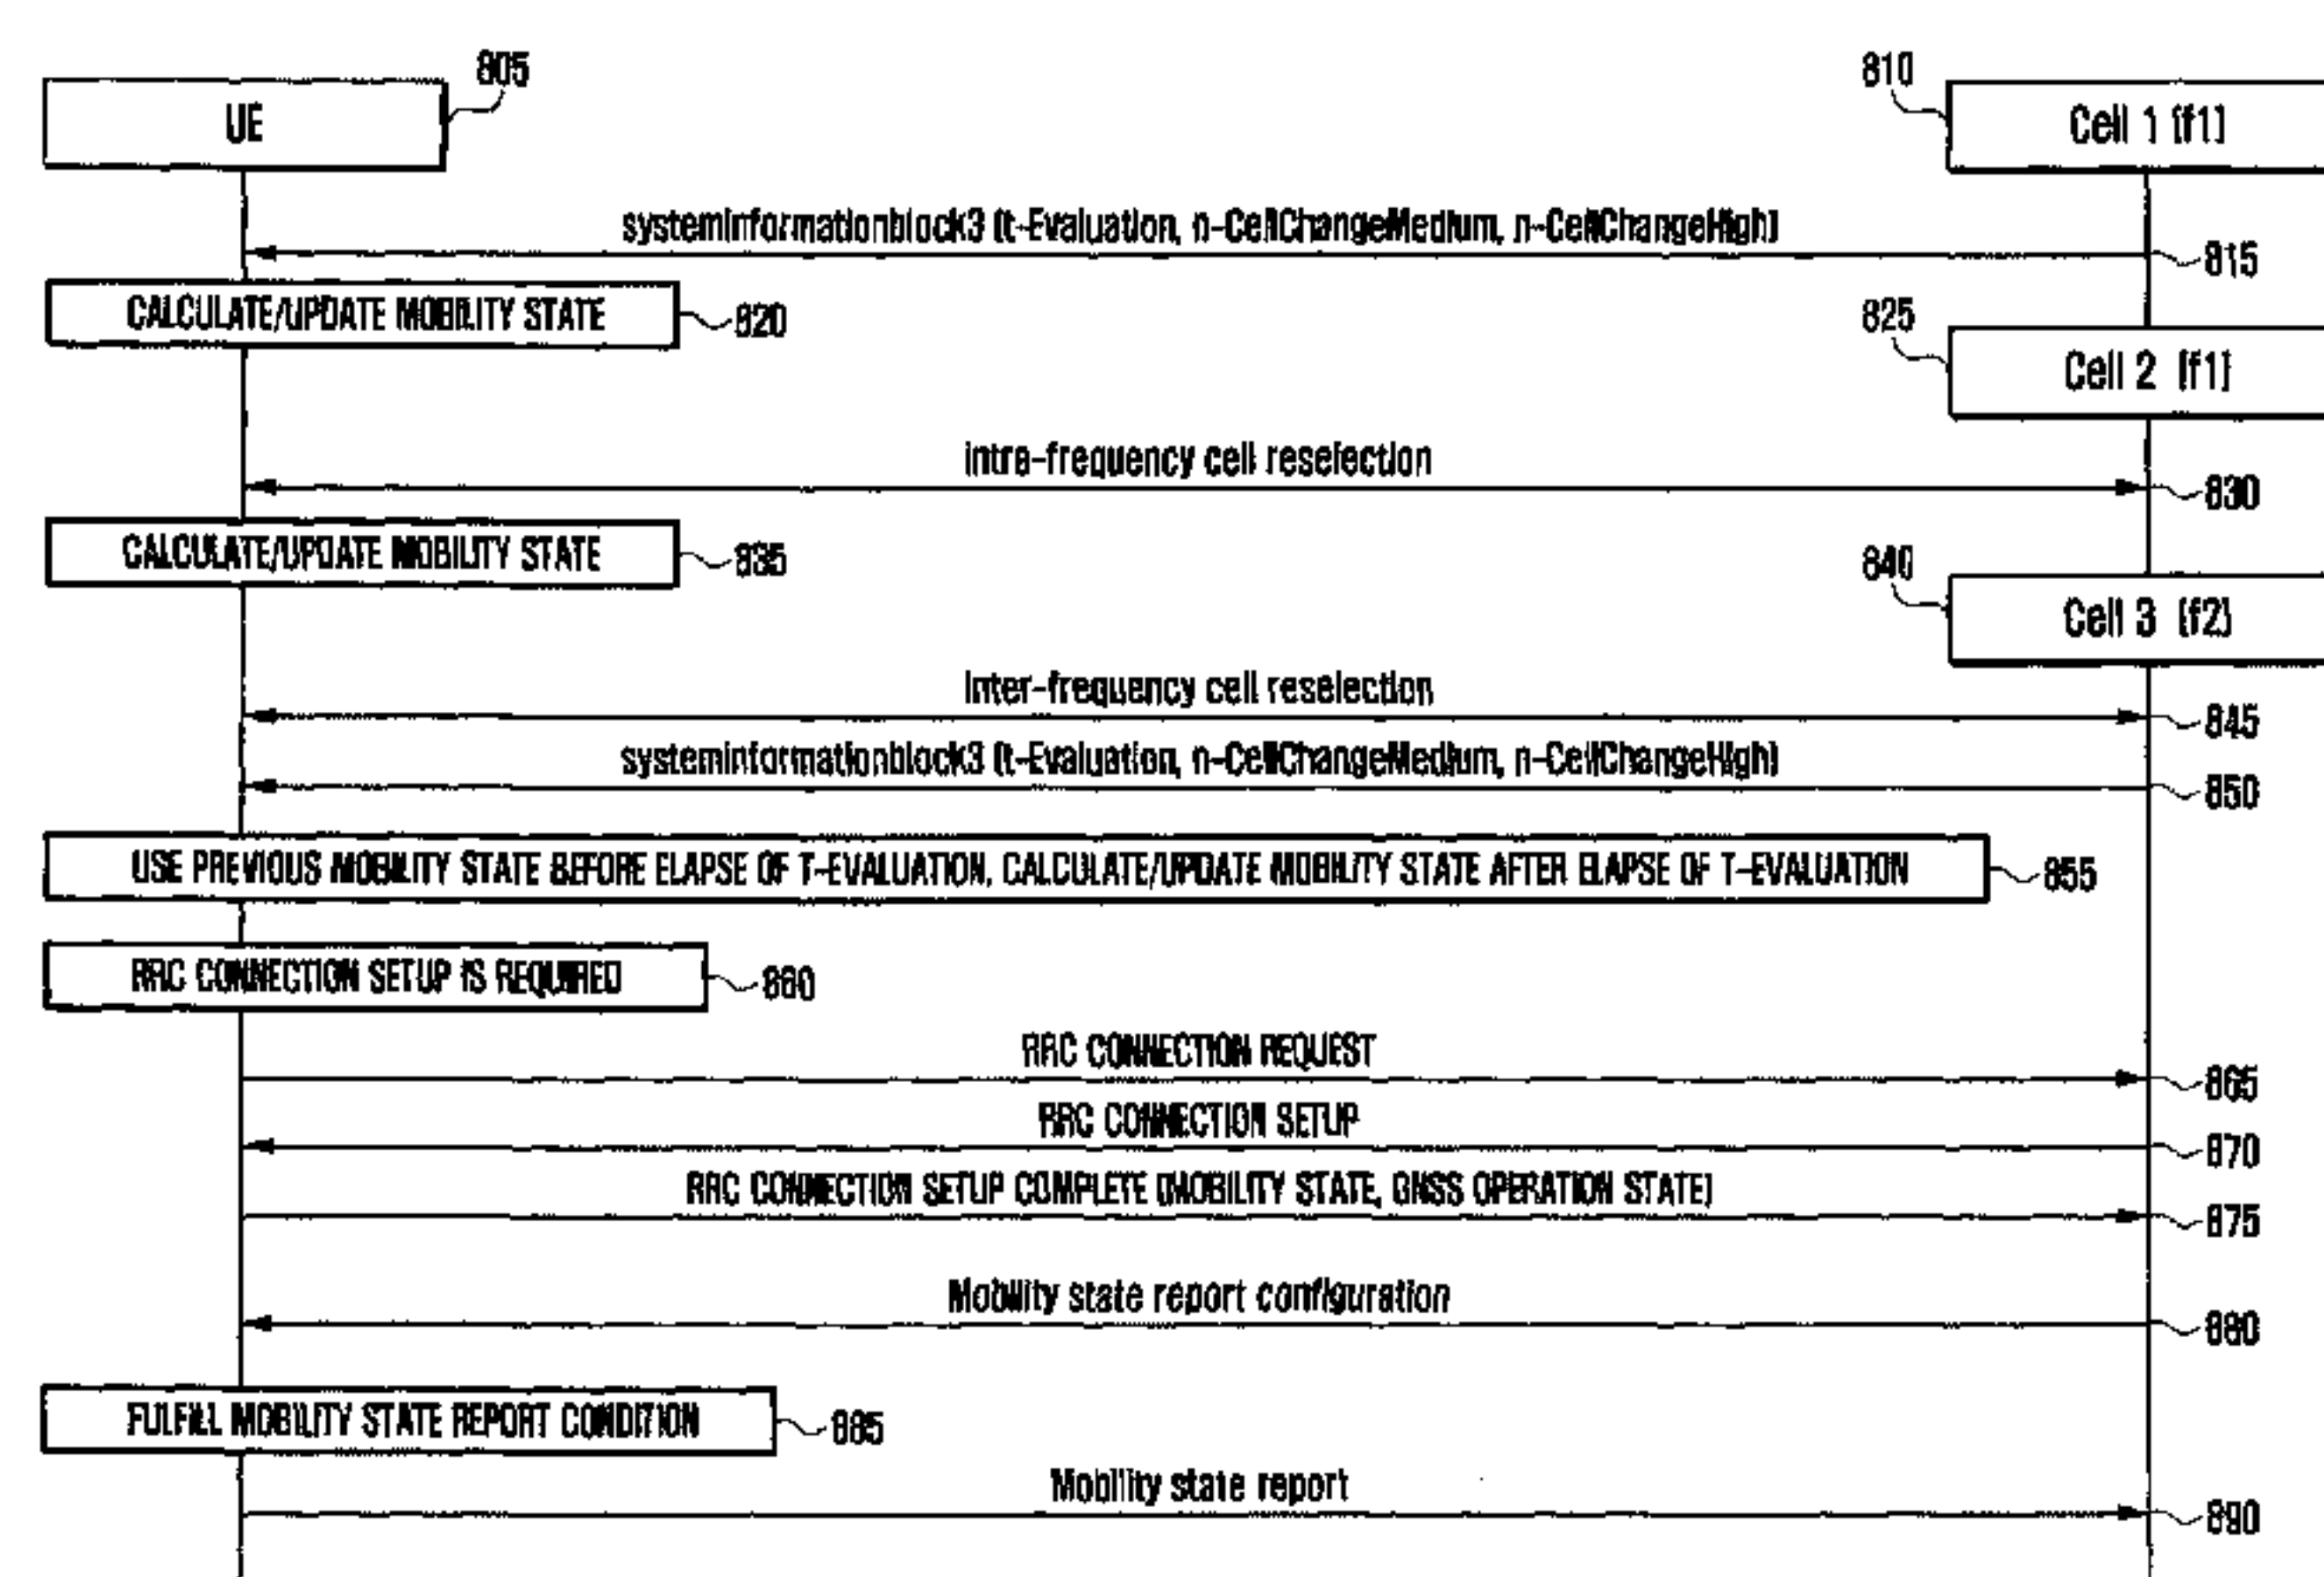 805
810
UE
Cell 1 (f1)
systeminformationblock3 (t-Evaluation, n-CellChangeMedium, n-CellChangeHigh)
815
CALCULATE/UPDATE MOBILITY STATE
820
825
Cell 2 (f1)
intra-frequency cell reselection
830
CALCULATE/UPDATE MOBILITY STATE
835
840
Cell 3 (f2)
Inter-frequency cell reselection
845
systeminformationblock3 (t-Evaluation, n-CellChangeMedium, n-CellChangeHigh)
850
USE PREVIOUS MOBILITY STATE BEFORE ELAPSE OF T-EVALUATION, CALCULATE/UPDATE MOBILITY STATE AFTER ELAPSE OF T-EVALUATION
855
RRC CONNECTION SETUP IS REQUIRED
860
RRC CONNECTION REQUEST
865
RRC CONNECTION SETUP
870
RRC CONNECTION SETUP COMPLETE (MOBILITY STATE, GNSS OPERATION STATE)
875
Mobility state report configuration
880
FULFILL MOBILITY STATE REPORT CONDITION
885
Mobility state report
890